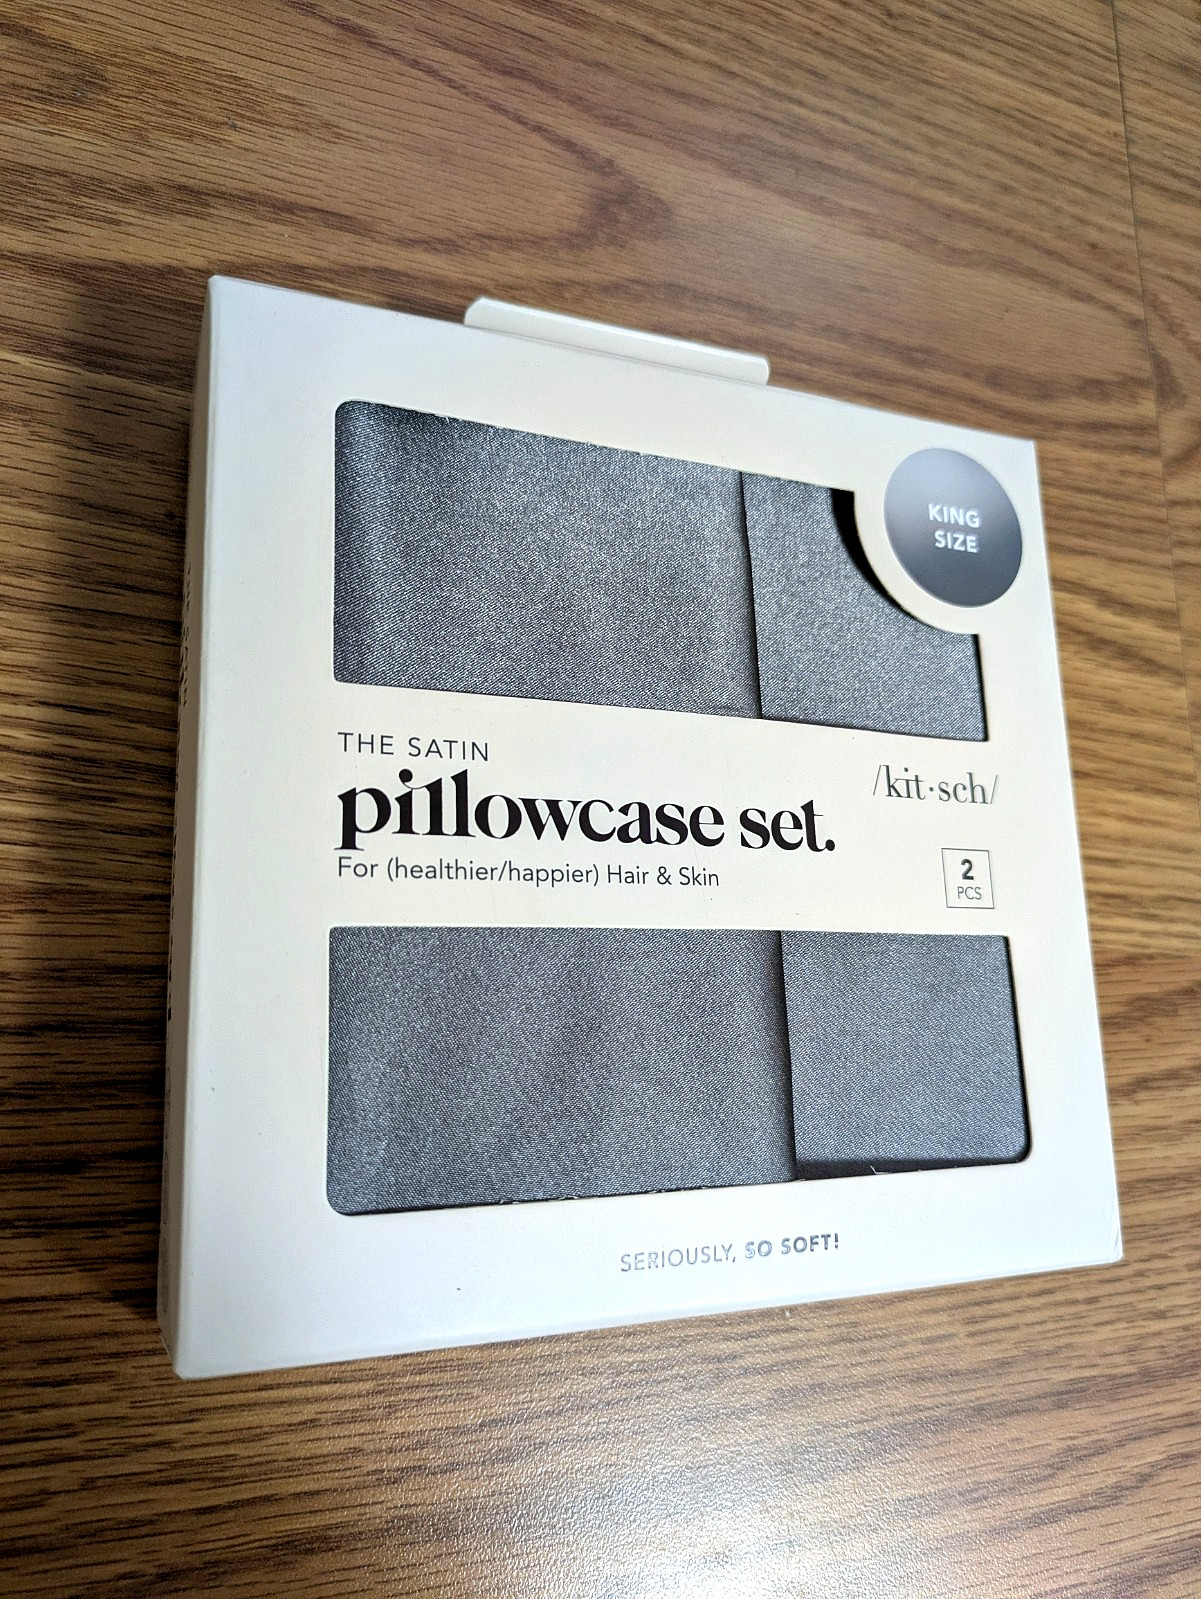 KING
SIZE
THE SATIN
pillowcase set.
For (healthier/happier) Hair & Skin
/kit·sch/
2
PCS
SERIOUSLY, SO SOFT!